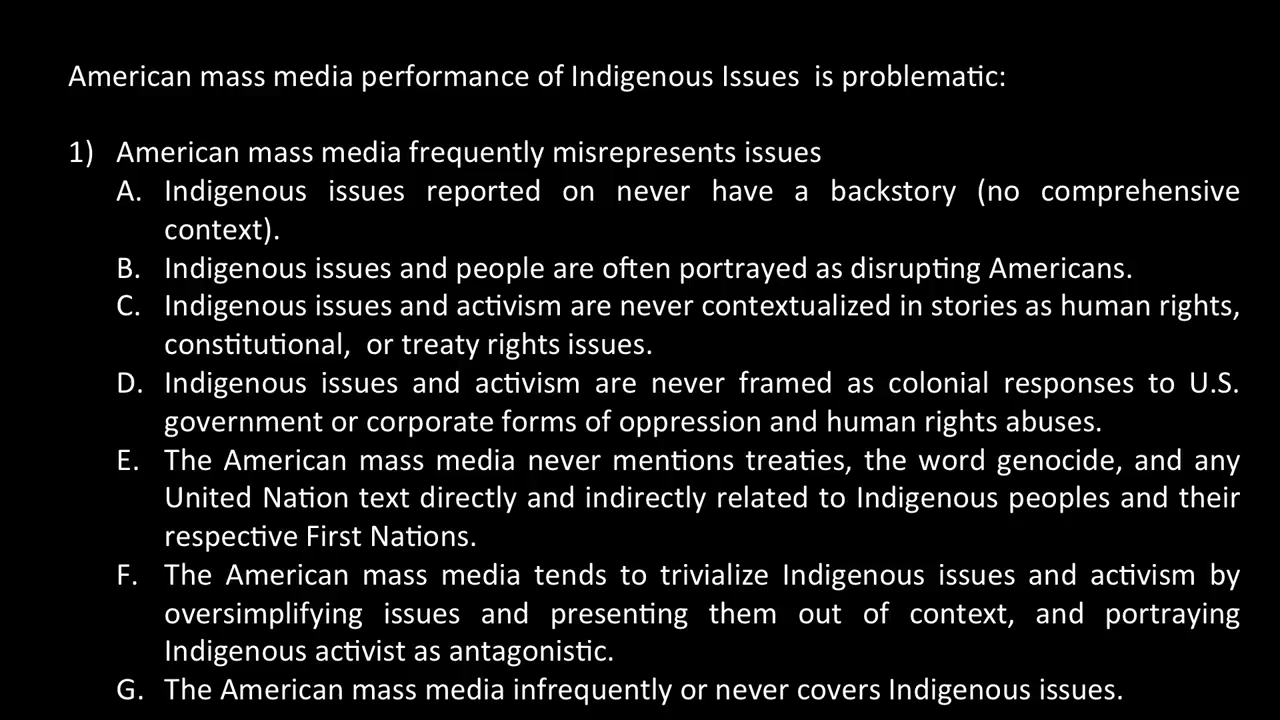 American mass media performance of Indigenous Issues  is problematic:
1) American mass media frequently misrepresents issues
A. Indigenous issues reported on never have a backstory (no comprehensive
context).
B. Indigenous issues and people are often portrayed as disrupting Americans.
C. Indigenous issues and activism are never contextualized in stories as human rights,
constitutional,  or treaty rights issues.
D. Indigenous issues and activism are never framed as colonial responses to U.S.
government or corporate forms of oppression and human rights abuses.
E. The American mass media never mentions treaties, the word genocide, and any
United Nation text directly and indirectly related to Indigenous peoples and their
respective First Nations.
F. The American mass media tends to trivialize Indigenous issues and activism by
oversimplifying issues and presenting them out of context, and portraying
Indigenous activist as antagonistic.
G. The American mass media infrequently or never covers Indigenous issues.